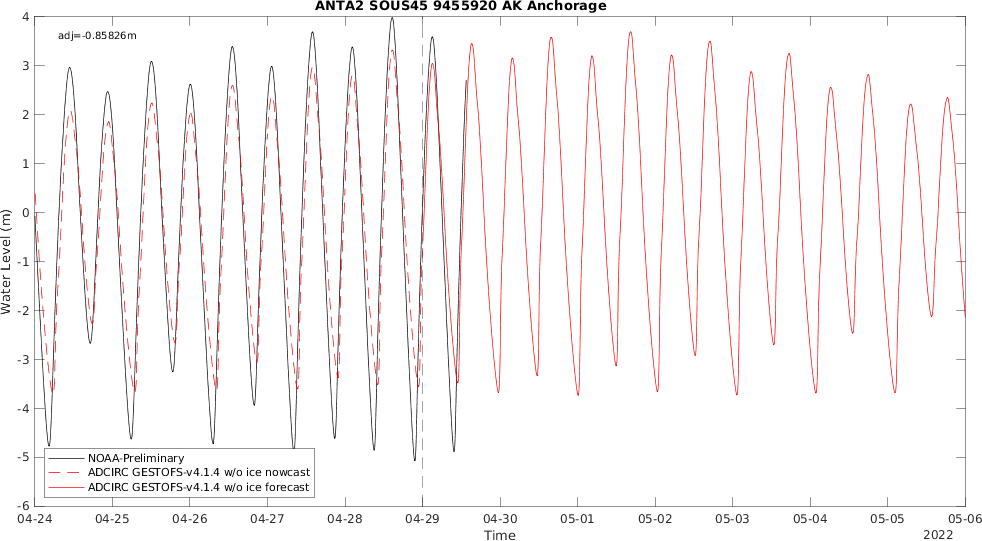 ANTA2 SOUS45 9455920 AK Anchorage
adj=-0.85826m
4
3
2
1
0
-1
-2
-3
-4
-5
-6
Water Level (m)
NOAA-Preliminary
ADCIRC GESTOFS-v4.1.4 w/o ice nowcast
ADCIRC GESTOFS-v4.1.4 w/o ice forecast
04-24 04-25 04-26 04-27 04-28 04-29 04-30 05-01 05-02 05-03 05-04 05-05 05-06
Time
2022